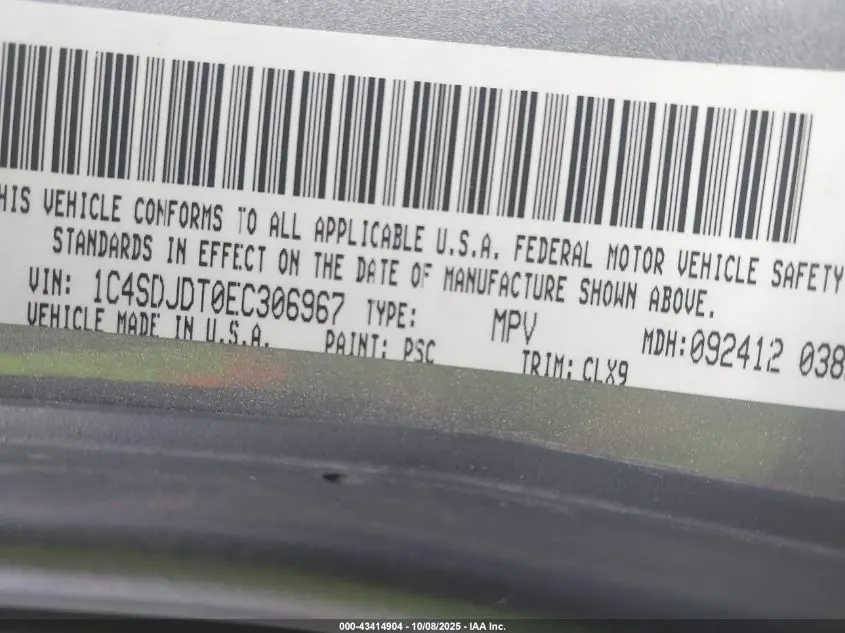 HIS VEHICLE CONFORMS TO ALL APPLICABLE U.S.A. FEDERAL MOTOR VEHICLE SAFETY
STANDARDS IN EFFECT ON THE DATE OF MANUFACTURE SHOWN ABOVE.
VIN: 1C4SDJDT0EC306967 TYPE: MPV MDH:092412 038
VEHICLE MADE IN U.S.A. PAINT: PSC TRIM: CLX9
000-43414904 - 10/08/2025 - IAA Inc.